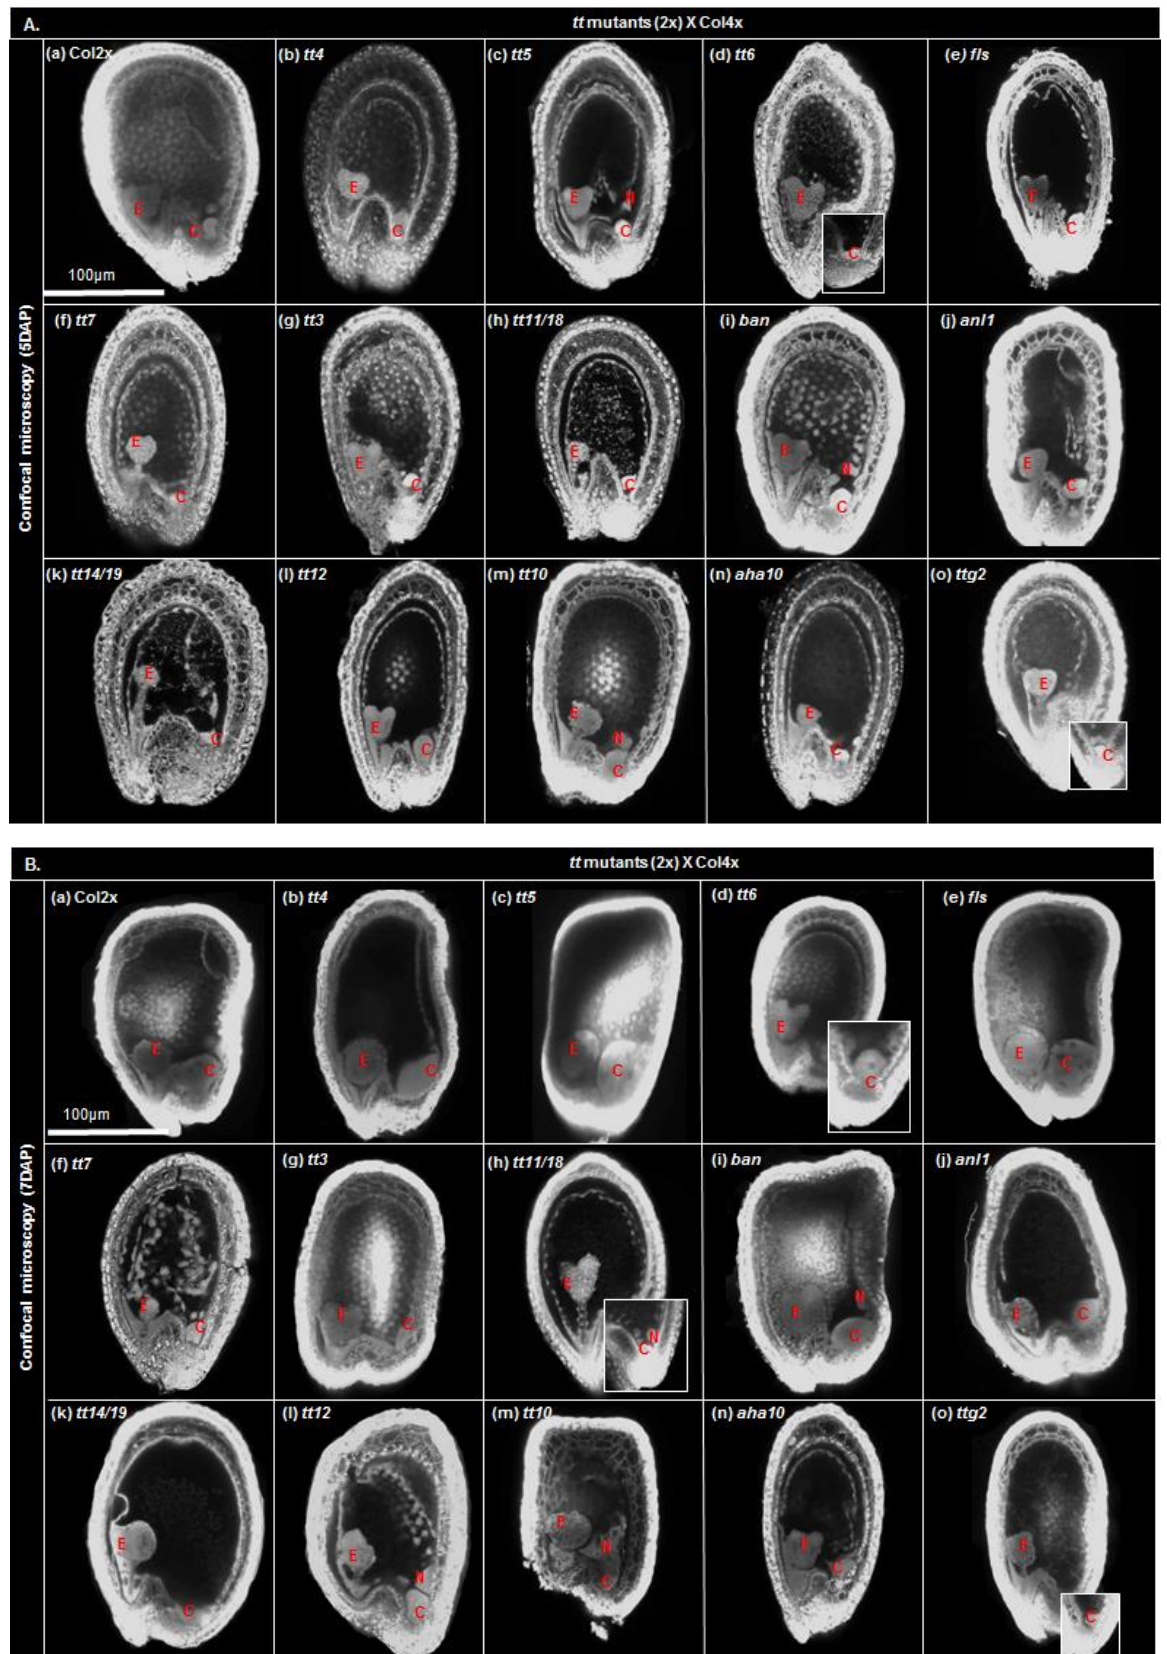 A.
tt mutants (2x) X Col4x
Confocal microscopy (5DAP)
(a) Col2x
(b) tt4
(c) tt5
(d) tt6
(e) fls
E
C
E
C
E
N
C
E
C
E
C
100µm
(f) tt7
(g) tt3
(h) tt11/18
(i) ban
(j) anl1
E
C
E
C
E
C
E
N
C
E
C
(k) tt14/19
(l) tt12
(m) tt10
(n) aha10
(o) ttg2
E
C
E
C
E
N
C
E
C
E
C
B.
tt mutants (2x) X Col4x
Confocal microscopy (7DAP)
(a) Col2x
(b) tt4
(c) tt5
(d) tt6
(e) fls
E
C
E
C
E
C
E
C
E
C
100µm
(f) tt7
(g) tt3
(h) tt11/18
(i) ban
(j) anl1
E
C
E
C
E
C
N
E
N
C
E
C
(k) tt14/19
(l) tt12
(m) tt10
(n) aha10
(o) ttg2
E
C
E
N
C
E
N
C
E
C
E
C